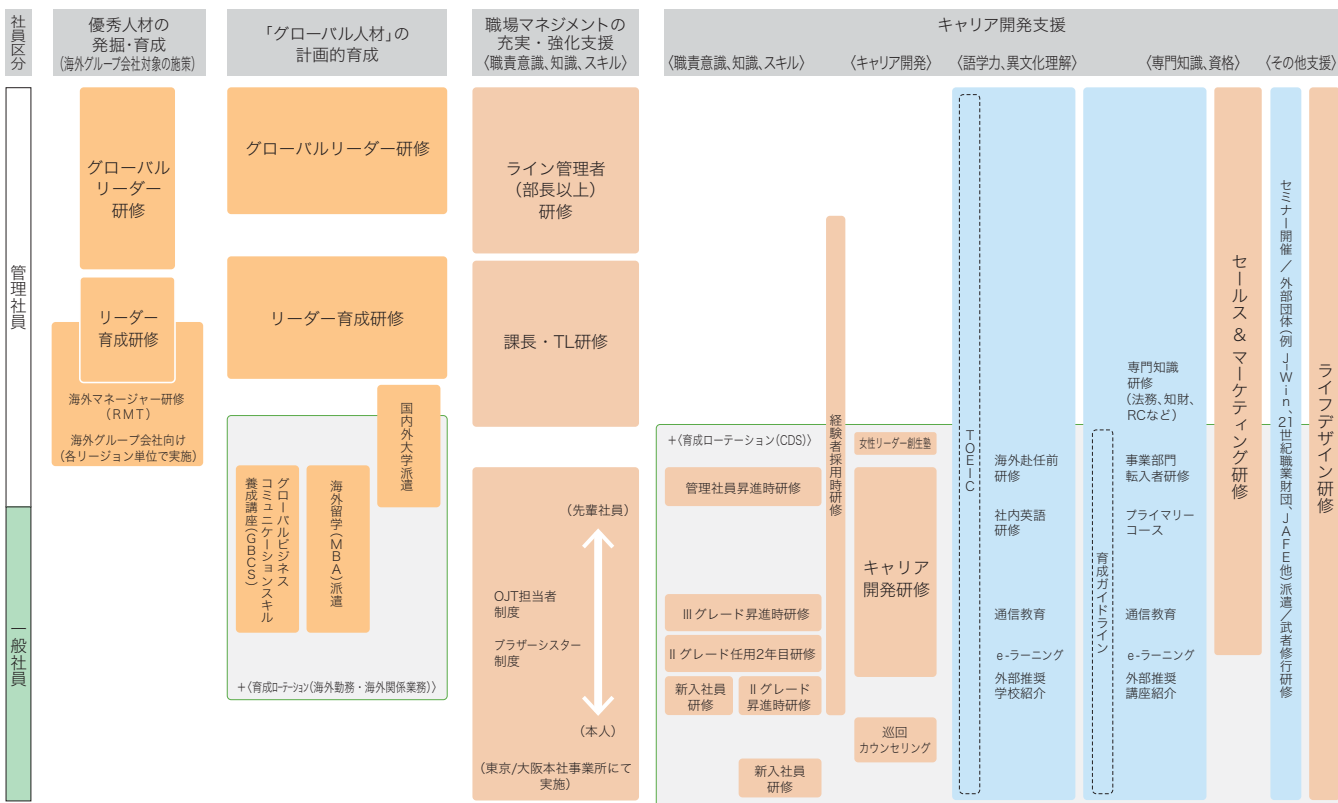 社員区分
優秀人材の
発掘・育成
(海外グループ会社対象の施業)
「グローバル人材」の
計画的育成
職場マネジメントの
充実・強化支援
〈職責意識、知識、スキル〉
キャリア開発支援
〈職責意識、知識、スキル〉
〈キャリア開発〉
〈語学力、異文化理解〉
〈専門知識、資格〉
〈その他支援〉
管理社員
一般社員
グローバル
リーダー
研修
リーダー
育成研修
海外マネージャー研修
(RMT)
海外グループ会社向け
(各リージョン単位で実施)
グローバルリーダー研修
リーダー育成研修
国内外大学派遣
海外留学(MBA)派遣
グローバルビジネス
コミュニケーションスキル
養成講座(GBCS)
+〈育成ローテーション(海外勤務・海外関係業務)〉
ライン管理者
(部長以上)
研修
課長・TL研修
(先輩社員)
OJT担当者
制度
ブラザーシスター
制度
(本人)
(東京/大阪本社事業所にて
実施)
+〈育成ローテーション(CDS)〉
管理社員昇進時研修
IIIグレード昇進時研修
IIグレード任用2年目研修
新入社員
研修
IIグレード
昇進時研修
新入社員
研修
経験者採用時研修
女性リーダー創生塾
キャリア
開発研修
巡回
カウンセリング
TOEIC
海外赴任前
研修
社内英語
研修
通信教育
e-ラーニング
外部推奨
学校紹介
専門知識
研修
(法務、知財、
RCなど)
育成ガイドライン
事業部門
転入者研修
プライマリー
コース
通信教育
e-ラーニング
外部推奨
講座紹介
セールス&マーケティング研修
セミナー開催/外部団体(例 J-Win、21世紀職業財団、JAFE他)派遣/武者修行研修
ライフデザイン研修